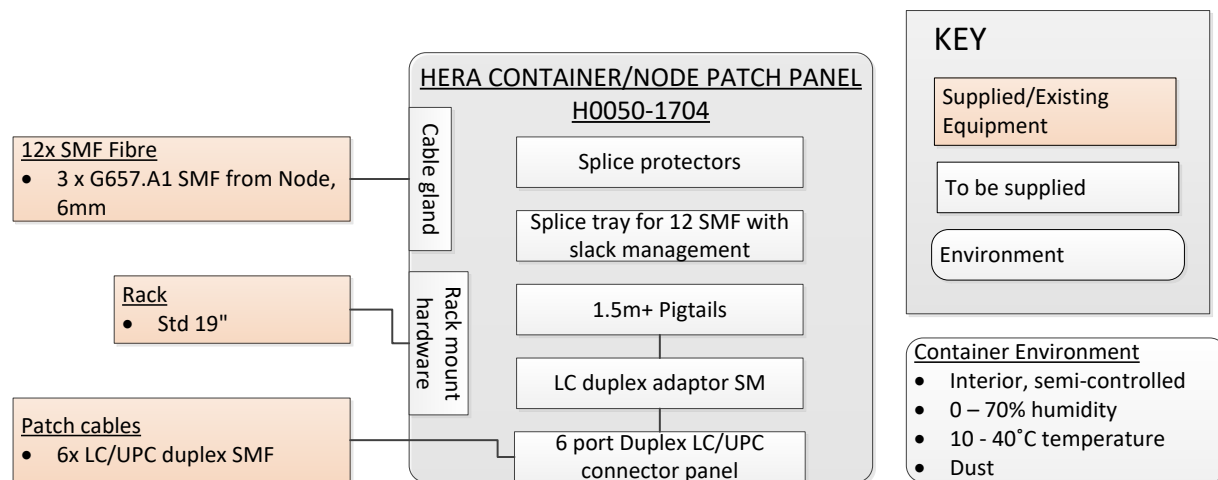 HERA CONTAINER/NODE PATCH PANEL
H0050-1704
12x SMF Fibre
• 3 x G657.A1 SMF from Node,
6mm
Rack
• Std 19"
Patch cables
• 6x LC/UPC duplex SMF
Cable gland
Rack mount
hardware
Splice protectors
Splice tray for 12 SMF with
slack management
1.5m+ Pigtails
LC duplex adaptor SM
6 port Duplex LC/UPC
connector panel
KEY
Supplied/Existing
Equipment
To be supplied
Environment
Container Environment
• Interior, semi-controlled
• 0 – 70% humidity
• 10 - 40˚C temperature
• Dust